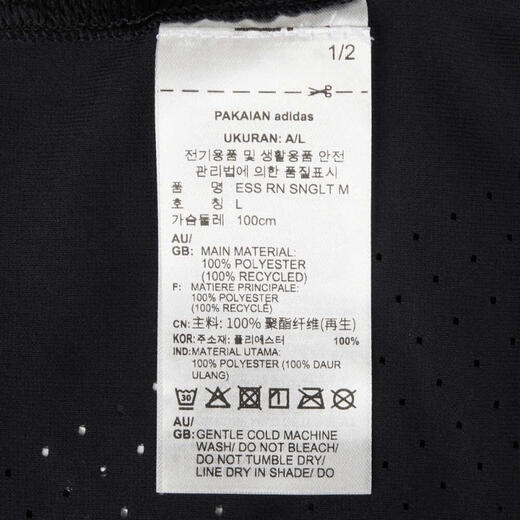 1/2
PAKAIAN adidas
UKURAN: A/L
전기용품 및 생활용품 안전
관리법에 의한 품질표시
품 명 ESS RN SNGLT M
호 칭 L
가슴둘레 100cm
AU/
GB: MAIN MATERIAL:
100% POLYESTER
(100% RECYCLED)
F: MATIERE PRINCIPALE:
100% POLYESTER
(100% RECYCLÉ)
CN: 主料: 100% 聚酯纤维(再生)
KOR: 주소재: 폴리에스터 100%
IND: MATERIAL UTAMA:
100% POLYESTER (100% DAUR
ULANG)
30
AU/
GB: GENTLE COLD MACHINE
WASH/ DO NOT BLEACH/
DO NOT TUMBLE DRY/
LINE DRY IN SHADE/ DO